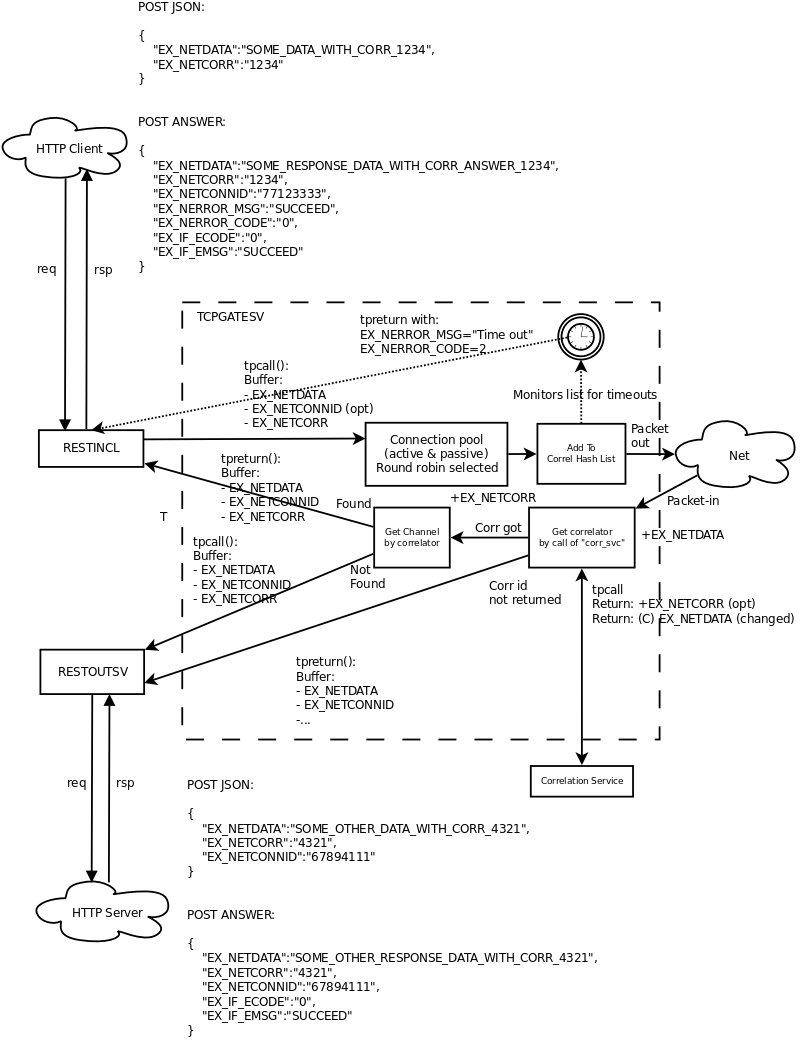 POST JSON:
{
"EX_NETDATA":"SOME_DATA_WITH_CORR_1234",
"EX_NETCORR":"1234"
}
POST ANSWER:
{
"EX_NETDATA":"SOME_RESPONSE_DATA_WITH_CORR_ANSWER_1234",
"EX_NETCORR":"1234",
"EX_NETCONNID":"77123333",
"EX_NERROR_MSG":"SUCCEED",
"EX_NERROR_CODE":"0",
"EX_IF_ECODE":"0",
"EX_IF_EMSG":"SUCCEED"
}
HTTP Client
req
rsp
TCPGATESV
tpreturn with:
EX_NERROR_MSG="Time out"
EX_NERROR_CODE=2
tpcall():
Buffer:
- EX_NETDATA
- EX_NETCONNID (opt)
- EX_NETCORR
Monitors list for timeouts
RESTINCL
Connection pool
(active & passive)
Round robin selected
Add To
Correl Hash List
Packet
out
Net
tpreturn():
Buffer:
- EX_NETDATA
- EX_NETCONNID
- EX_NETCORR
Found
+EX_NETCORR
Packet-in
T
Get Channel
by correlator
Corr got
Get correlator
by call of "corr_svc"
+EX_NETDATA
tpcall():
Buffer:
- EX_NETDATA
- EX_NETCONNID
- EX_NETCORR
Not
Found
Corr id
not returned
tpcall
Return: +EX_NETCORR (opt)
Return: (C) EX_NETDATA (changed)
RESTOUTSV
tpreturn():
Buffer:
- EX_NETDATA
- EX_NETCONNID
-...
req
rsp
Correlation Service
POST JSON:
{
"EX_NETDATA":"SOME_OTHER_DATA_WITH_CORR_4321",
"EX_NETCORR":"4321",
"EX_NETCONNID":"67894111"
}
HTTP Server
POST ANSWER:
{
"EX_NETDATA":"SOME_OTHER_RESPONSE_DATA_WITH_CORR_4321",
"EX_NETCORR":"4321",
"EX_NETCONNID":"67894111",
"EX_IF_ECODE":"0",
"EX_IF_EMSG":"SUCCEED"
}